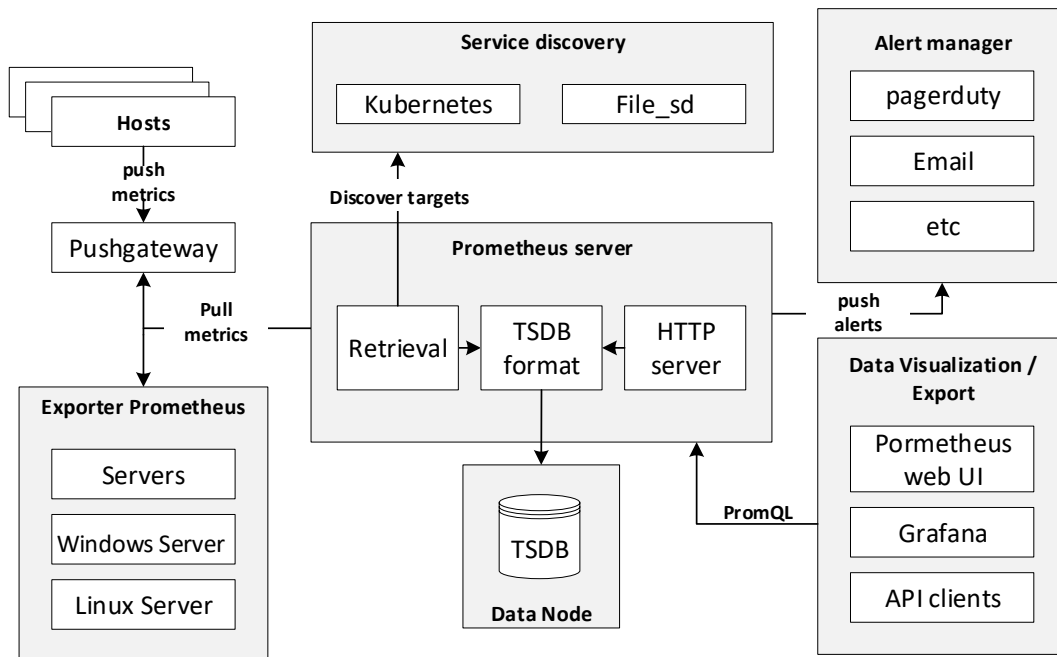 Service discovery
Kubernetes
File_sd
Alert manager
pagerduty
Email
etc
Hosts
push
metrics
Pushgateway
Discover targets
Prometheus server
Retrieval
TSDB
format
HTTP
server
Pull
metrics
push
alerts
Exporter Prometheus
Servers
Windows Server
Linux Server
TSDB
Data Node
PromQL
Data Visualization /
Export
Pormetheus
web UI
Grafana
API clients